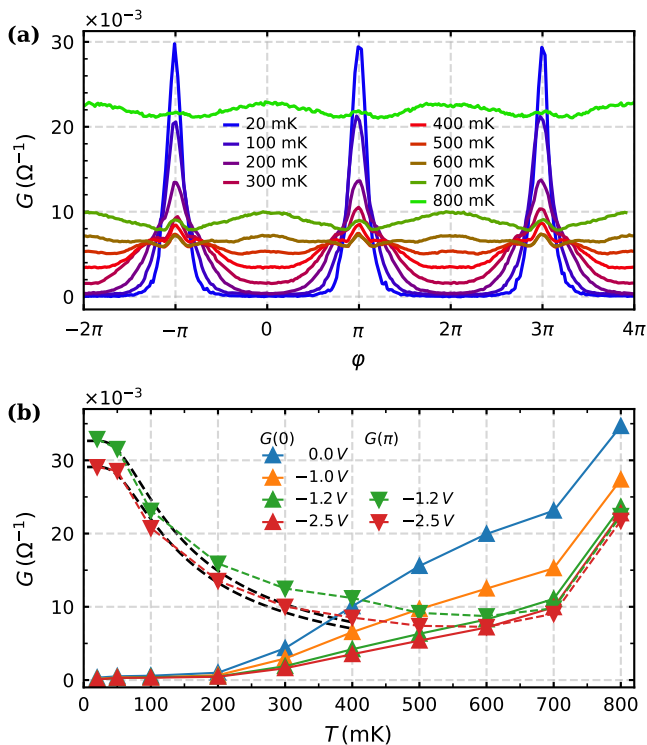 (a)
×10⁻³
30
20
10
0
G (Ω⁻¹)
20 mK
100 mK
200 mK
300 mK
400 mK
500 mK
600 mK
700 mK
800 mK
−2π
−π
0
π
2π
3π
4π
φ
(b)
×10⁻³
30
20
10
0
G (Ω⁻¹)
G(0) G(π)
0.0 V
−1.0 V
−1.2 V −1.2 V
−2.5 V −2.5 V
0 100 200 300 400 500 600 700 800
T (mK)